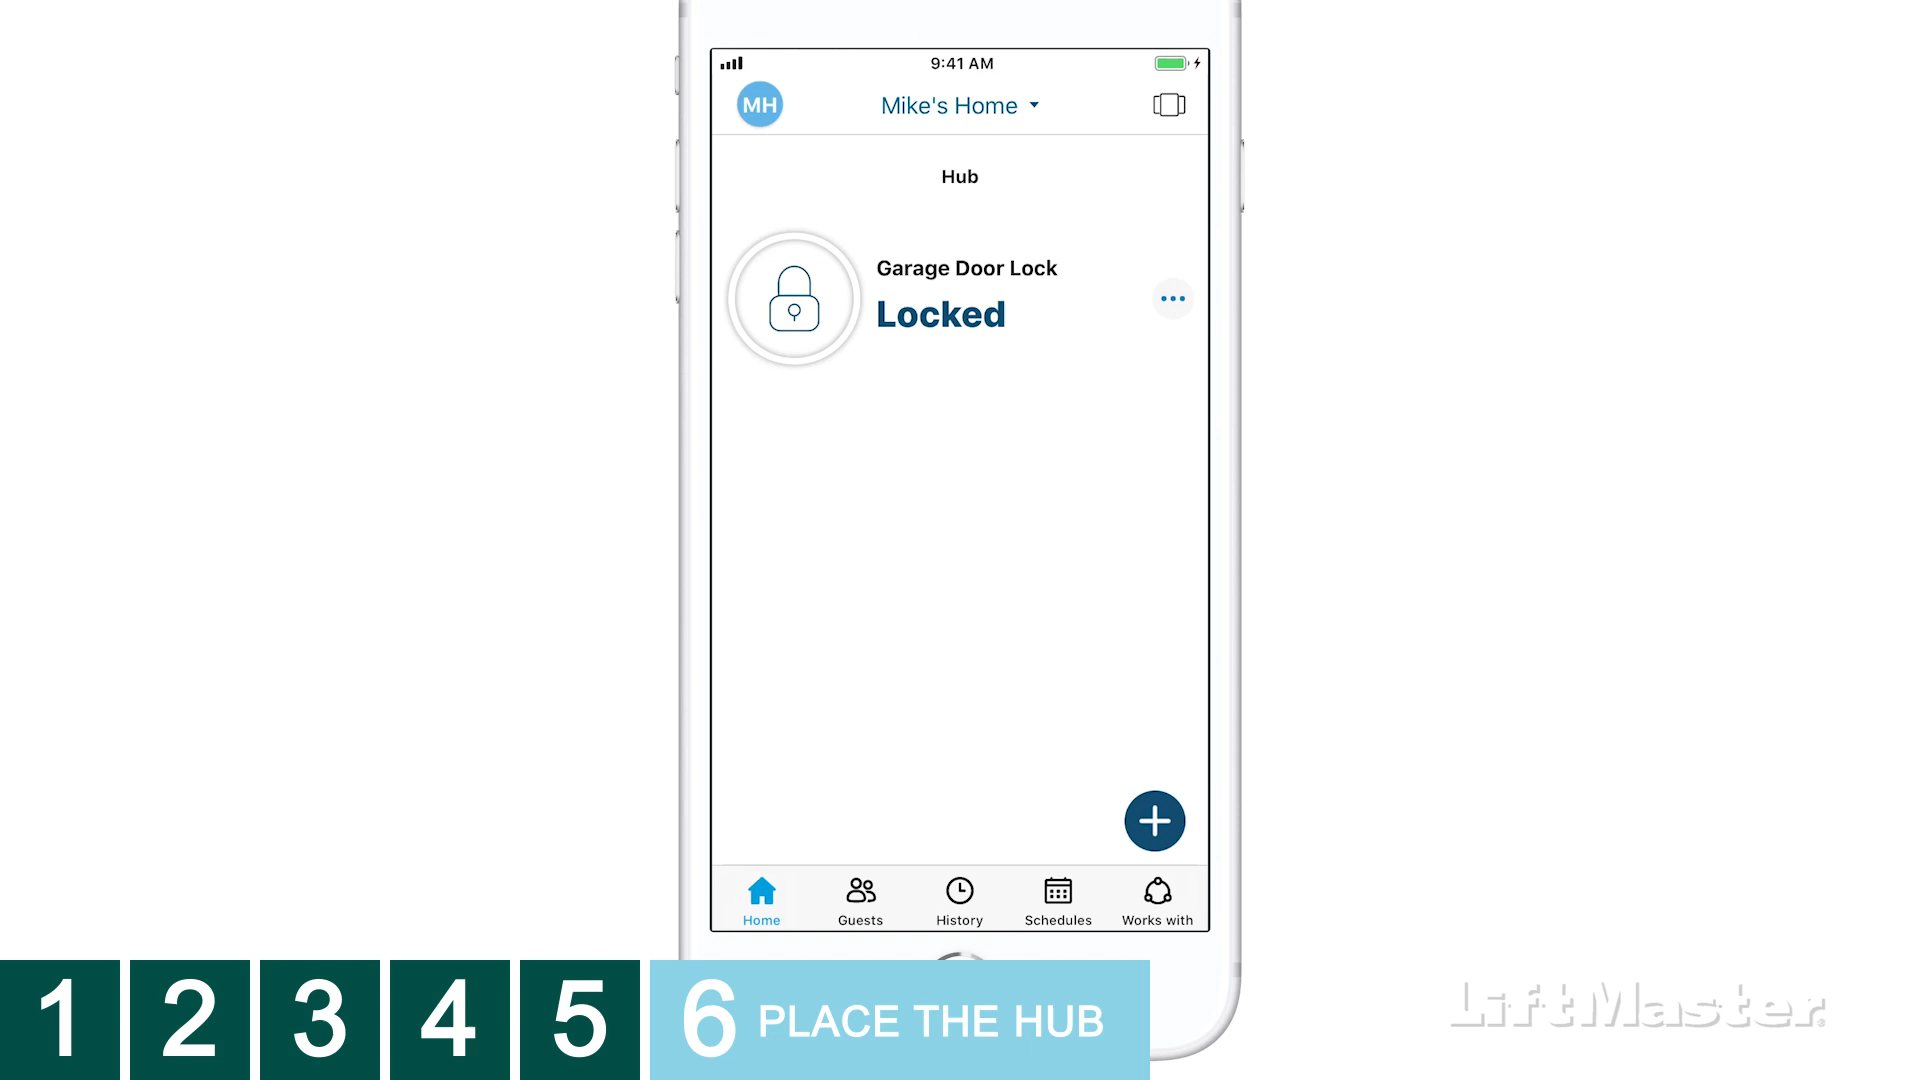 9:41 AM
MH
Mike's Home
Hub
Garage Door Lock
Locked
Home
Guests
History
Schedules
Works with
1 2 3 4 5 6 PLACE THE HUB
LiftMaster®